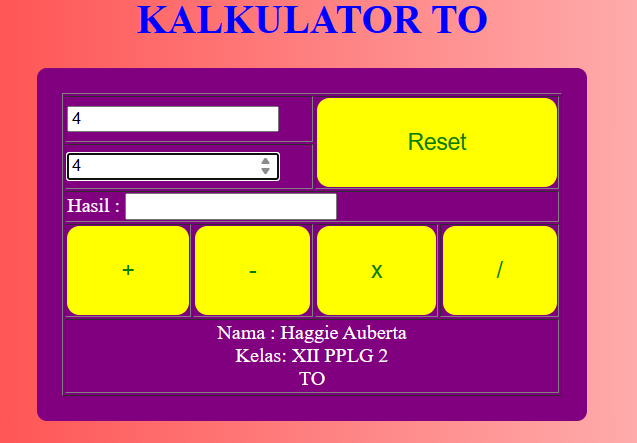 KALKULATOR TO
4
Reset
4
Hasil :
+ - x /
Nama : Haggie Auberta
Kelas: XII PPLG 2
TO